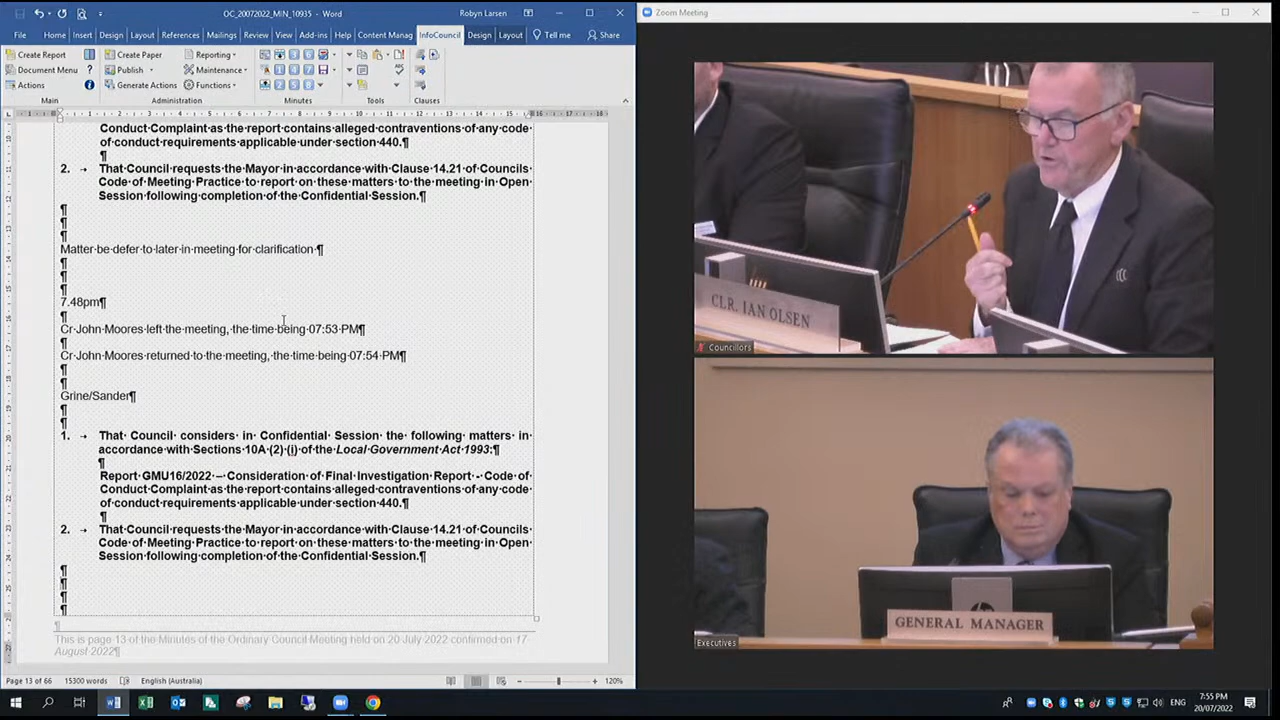 OC_20072022_MIN_10935 - Word
Robyn Larsen
Zoom Meeting
File Home Insert Design Layout References Mailings Review View Add-ins Help Content Manag InfoCouncil Design Layout Tell me Share
Create Report Create Paper Reporting
Document Menu Publish Maintenance
Actions Generate Actions Functions
Main Administration Minutes Tools Clauses
Conduct Complaint as the report contains alleged contraventions of any code
of conduct requirements applicable under section 440.¶
¶
2. That Council requests the Mayor in accordance with Clause 14.21 of Councils
Code of Meeting Practice to report on these matters to the meeting in Open
Session following completion of the Confidential Session.¶
¶
¶
¶
Matter be defer to later in meeting for clarification ¶
¶
¶
¶
7.48pm¶
¶
Cr John Moores left the meeting, the time being 07:53 PM¶
¶
Cr John Moores returned to the meeting, the time being 07:54 PM¶
¶
¶
Grine/Sander¶
¶
¶
1. That Council considers in Confidential Session the following matters in
accordance with Sections 10A (2) (i) of the Local Government Act 1993:¶
¶
Report GMU16/2022 – Consideration of Final Investigation Report - Code of
Conduct Complaint as the report contains alleged contraventions of any code
of conduct requirements applicable under section 440.¶
¶
2. That Council requests the Mayor in accordance with Clause 14.21 of Councils
Code of Meeting Practice to report on these matters to the meeting in Open
Session following completion of the Confidential Session.¶
¶
¶
¶
¶
¶
This is page 13 of the Minutes of the Ordinary Council Meeting held on 20 July 2022 confirmed on 17
August 2022¶
Page 13 of 66 15300 words English (Australia) 120%
CLR. IAN OLSEN
Councillors
GENERAL MANAGER
Executives
ENG
7:55 PM
20/07/2022